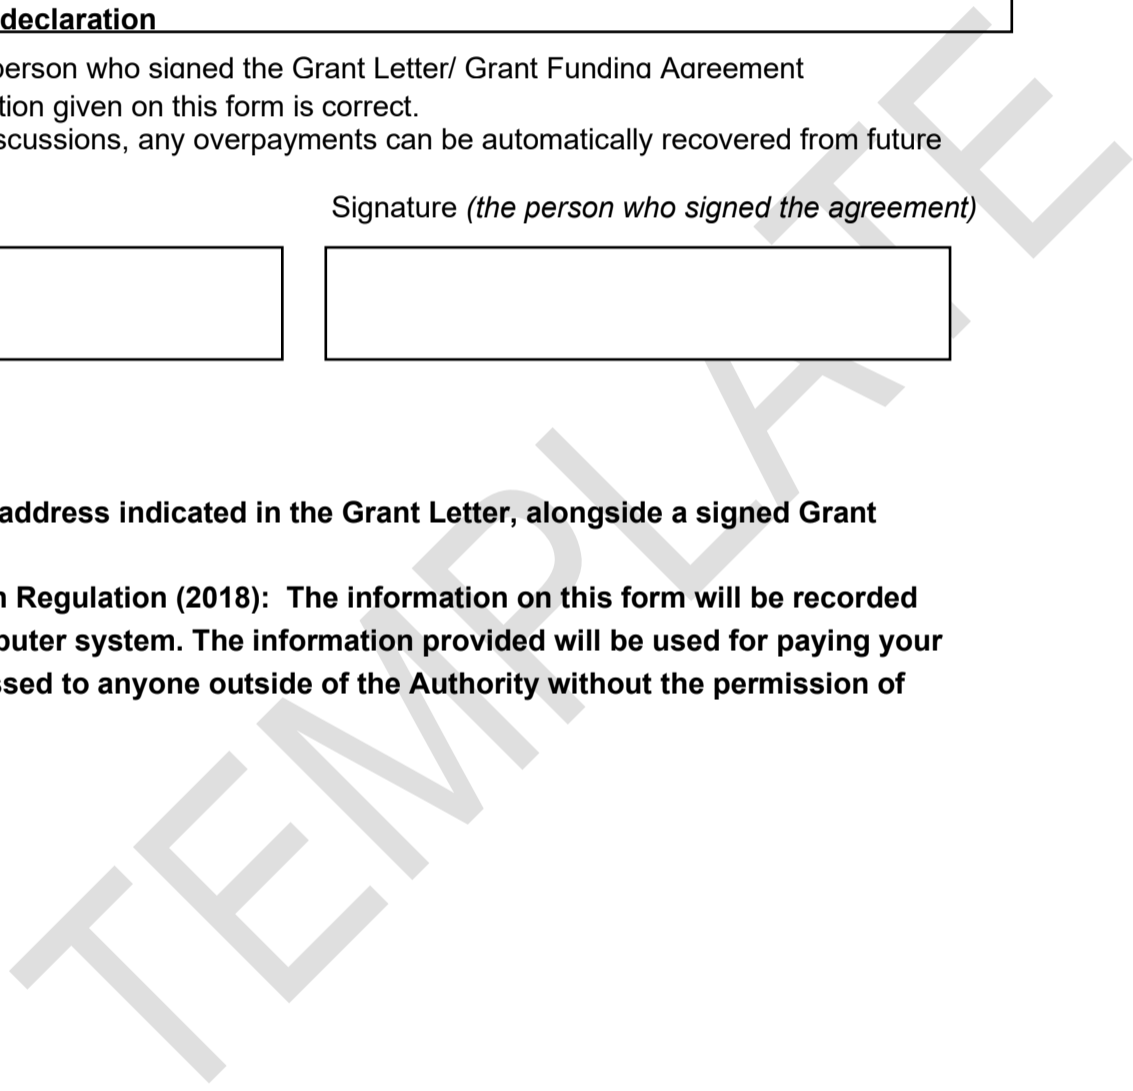 declaration
person who signed the Grant Letter/ Grant Funding Agreement
tion given on this form is correct.
scussions, any overpayments can be automatically recovered from future
Signature (the person who signed the agreement)
address indicated in the Grant Letter, alongside a signed Grant
n Regulation (2018):  The information on this form will be recorded
puter system. The information provided will be used for paying your
ssed to anyone outside of the Authority without the permission of
TEMPLATE